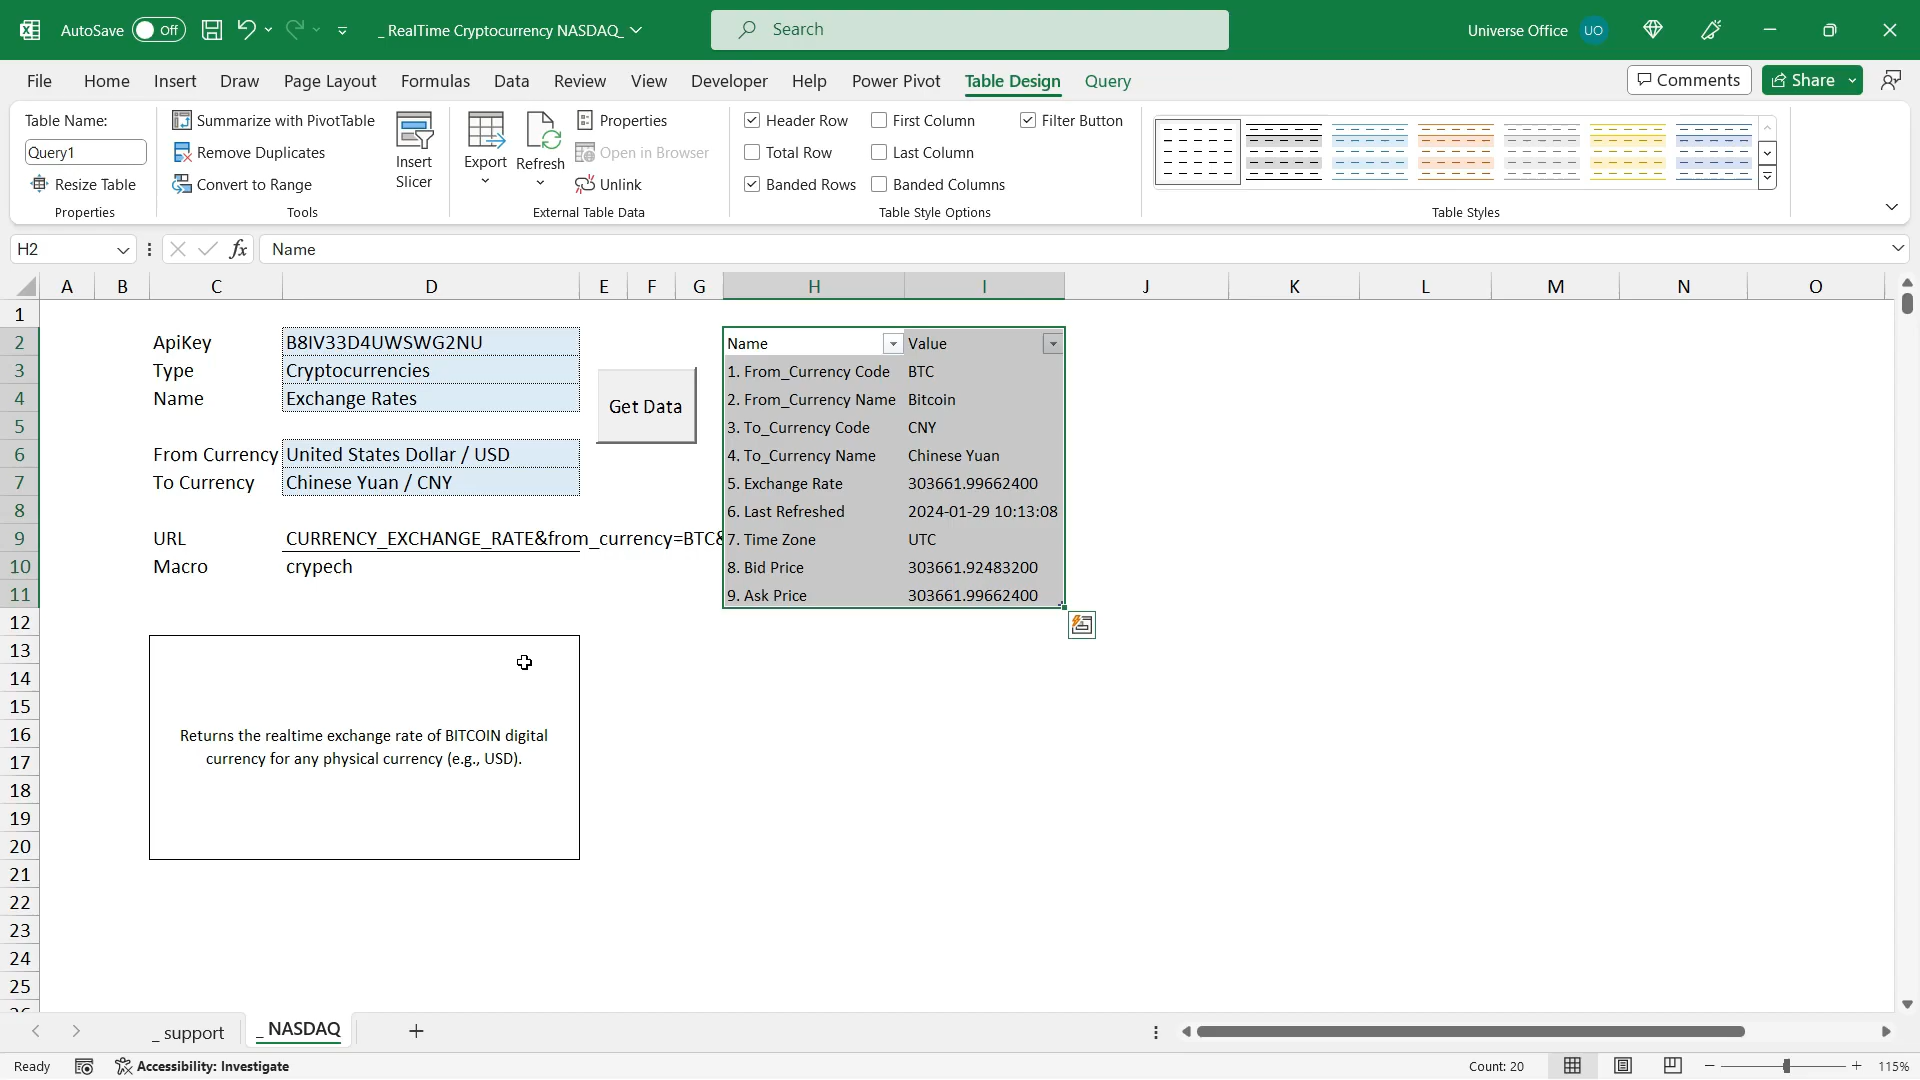 AutoSave Off _ RealTime Cryptocurrency NASDAQ_ Search Universe Office UO
File Home Insert Draw Page Layout Formulas Data Review View Developer Help Power Pivot Table Design Query Comments Share
Table Name:
Query1
Resize Table
Properties
Summarize with PivotTable
Remove Duplicates
Convert to Range
Tools
Insert
Slicer
Export
Refresh
Properties
Open in Browser
Unlink
External Table Data
Header Row First Column Filter Button
Total Row Last Column
Banded Rows Banded Columns
Table Style Options
Table Styles
H2 fx Name
A B C D E F G H I J K L M N O
1
2 ApiKey B8IV33D4UWSWG2NU Name Value
3 Type Cryptocurrencies 1. From_Currency Code BTC
4 Name Exchange Rates 2. From_Currency Name Bitcoin
Get Data
5 3. To_Currency Code CNY
6 From Currency United States Dollar / USD 4. To_Currency Name Chinese Yuan
7 To Currency Chinese Yuan / CNY 5. Exchange Rate 303661.99662400
8 6. Last Refreshed 2024-01-29 10:13:08
9 URL CURRENCY_EXCHANGE_RATE&from_currency=BTC& 7. Time Zone UTC
10 Macro crypech 8. Bid Price 303661.92483200
11 9. Ask Price 303661.99662400
12
13
14
15
16 Returns the realtime exchange rate of BITCOIN digital
17 currency for any physical currency (e.g., USD).
18
19
20
21
22
23
24
25
_ support _ NASDAQ
Ready Accessibility: Investigate Count: 20 115%